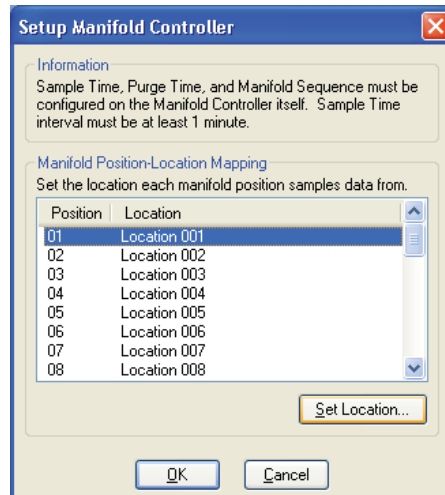 Setup Manifold Controller
Information
Sample Time, Purge Time, and Manifold Sequence must be
configured on the Manifold Controller itself.  Sample Time
interval must be at least 1 minute.
Manifold Position-Location Mapping
Set the location each manifold position samples data from.
Position Location
01 Location 001
02 Location 002
03 Location 003
04 Location 004
05 Location 005
06 Location 006
07 Location 007
08 Location 008
Set Location...
OK Cancel